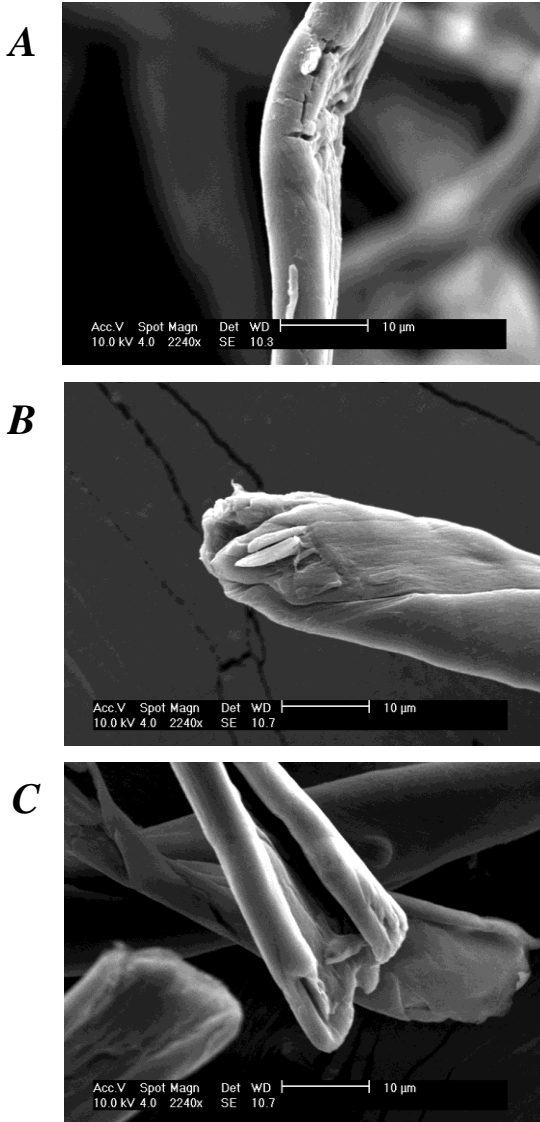 A
Acc.V Spot Magn Det WD 10 µm
10.0 kV 4.0 2240x SE 10.3
B
Acc.V Spot Magn Det WD 10 µm
10.0 kV 4.0 2240x SE 10.7
C
Acc.V Spot Magn Det WD 10 µm
10.0 kV 4.0 2240x SE 10.7